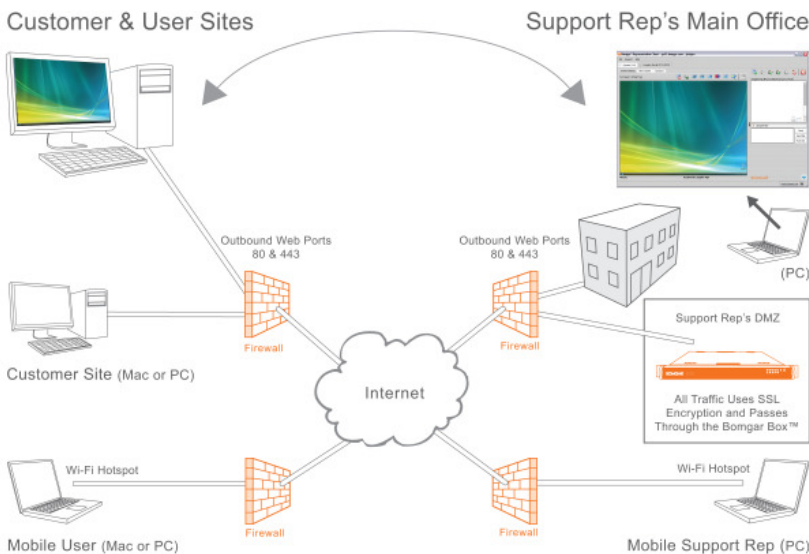 Customer & User Sites
Support Rep's Main Office
Outbound Web Ports
80 & 443
Outbound Web Ports
80 & 443
(PC)
Firewall
Firewall
Support Rep's DMZ
Customer Site (Mac or PC)
Internet
All Traffic Uses SSL
Encryption and Passes
Through the Bomgar Box™
Wi-Fi Hotspot
Wi-Fi Hotspot
Firewall
Firewall
Mobile User (Mac or PC)
Mobile Support Rep (PC)